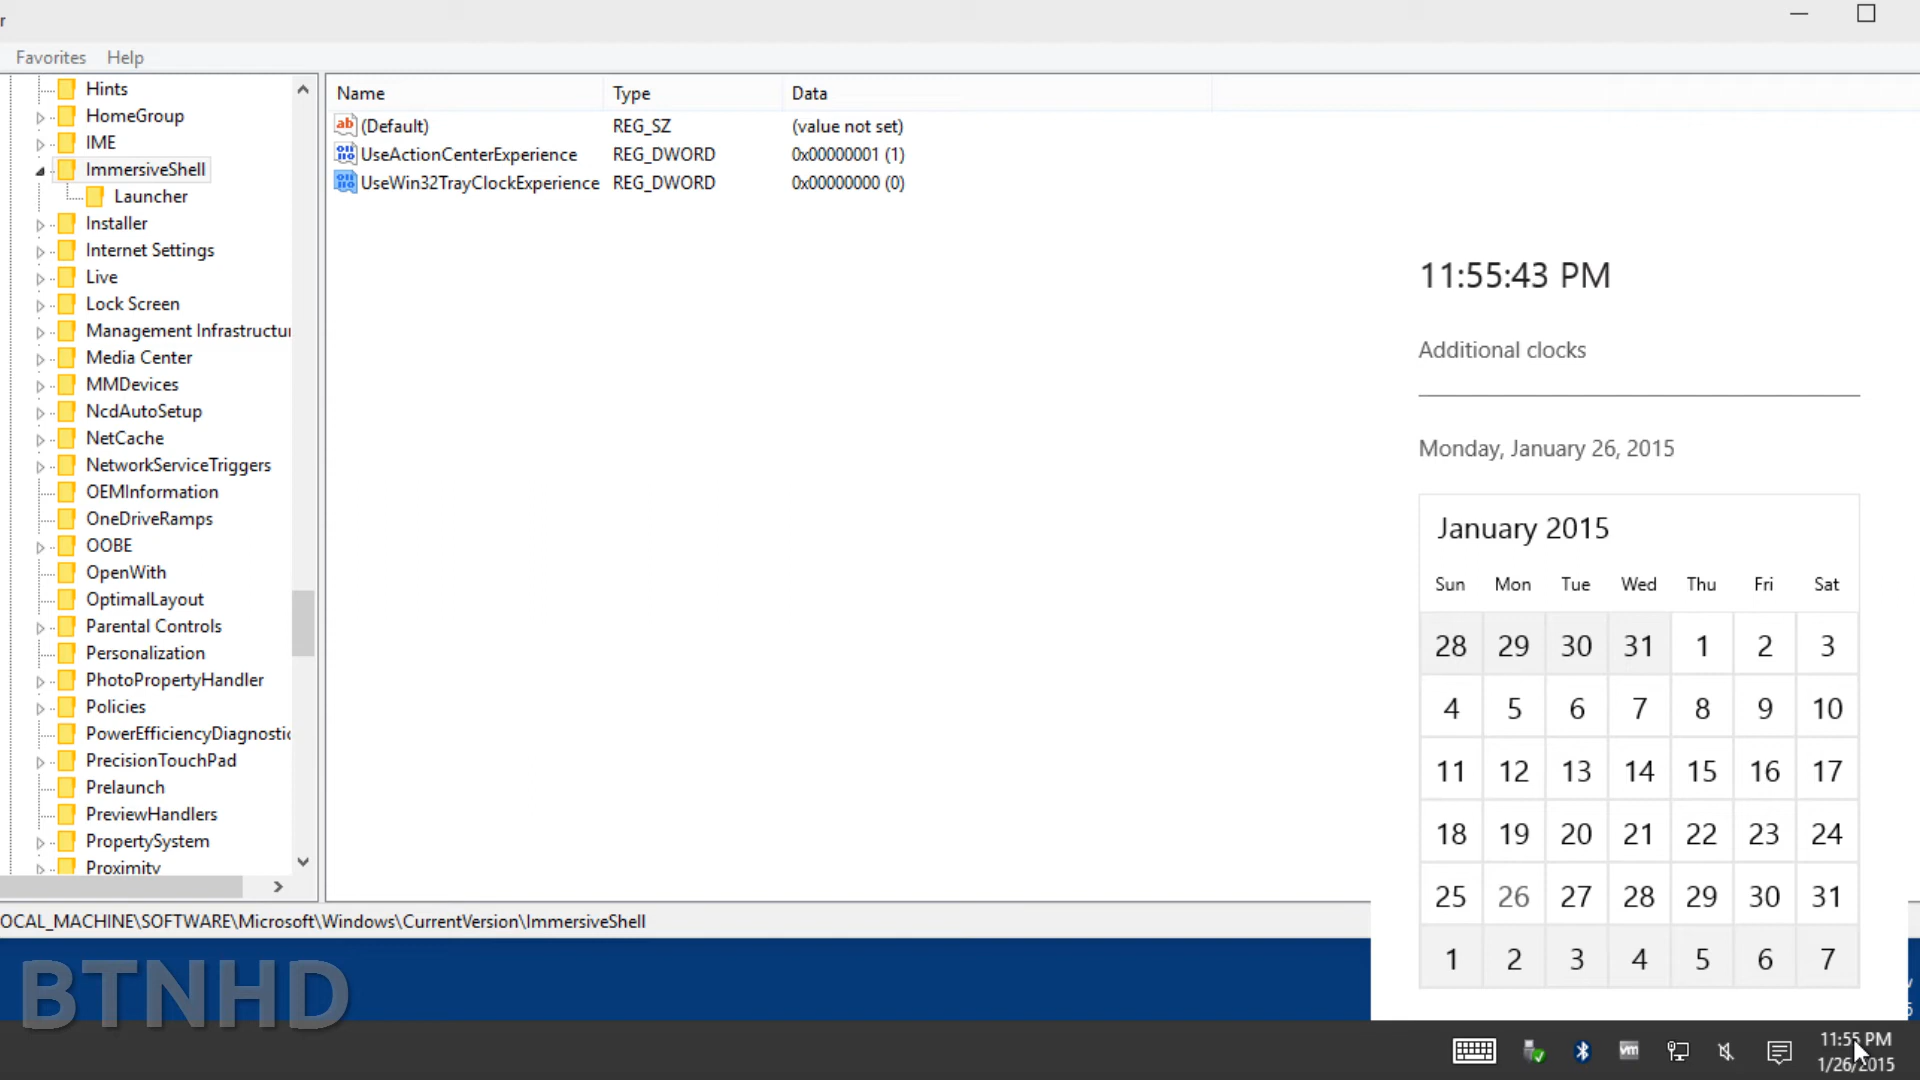 r
Favorites Help
Hints
HomeGroup
IME
ImmersiveShell
Launcher
Installer
Internet Settings
Live
Lock Screen
Management Infrastructu
Media Center
MMDevices
NcdAutoSetup
NetCache
NetworkServiceTriggers
OEMInformation
OneDriveRamps
OOBE
OpenWith
OptimalLayout
Parental Controls
Personalization
PhotoPropertyHandler
Policies
PowerEfficiencyDiagnostic
PrecisionTouchPad
Prelaunch
PreviewHandlers
PropertySystem
Proximity
Name Type Data
(Default) REG_SZ (value not set)
UseActionCenterExperience REG_DWORD 0x00000001 (1)
UseWin32TrayClockExperience REG_DWORD 0x00000000 (0)
11:55:43 PM
Additional clocks
Monday, January 26, 2015
January 2015
Sun Mon Tue Wed Thu Fri Sat
28 29 30 31 1 2 3
4 5 6 7 8 9 10
11 12 13 14 15 16 17
18 19 20 21 22 23 24
25 26 27 28 29 30 31
1 2 3 4 5 6 7
OCAL_MACHINE\SOFTWARE\Microsoft\Windows\CurrentVersion\ImmersiveShell
BTNHD
vm
11:55 PM
1/26/2015